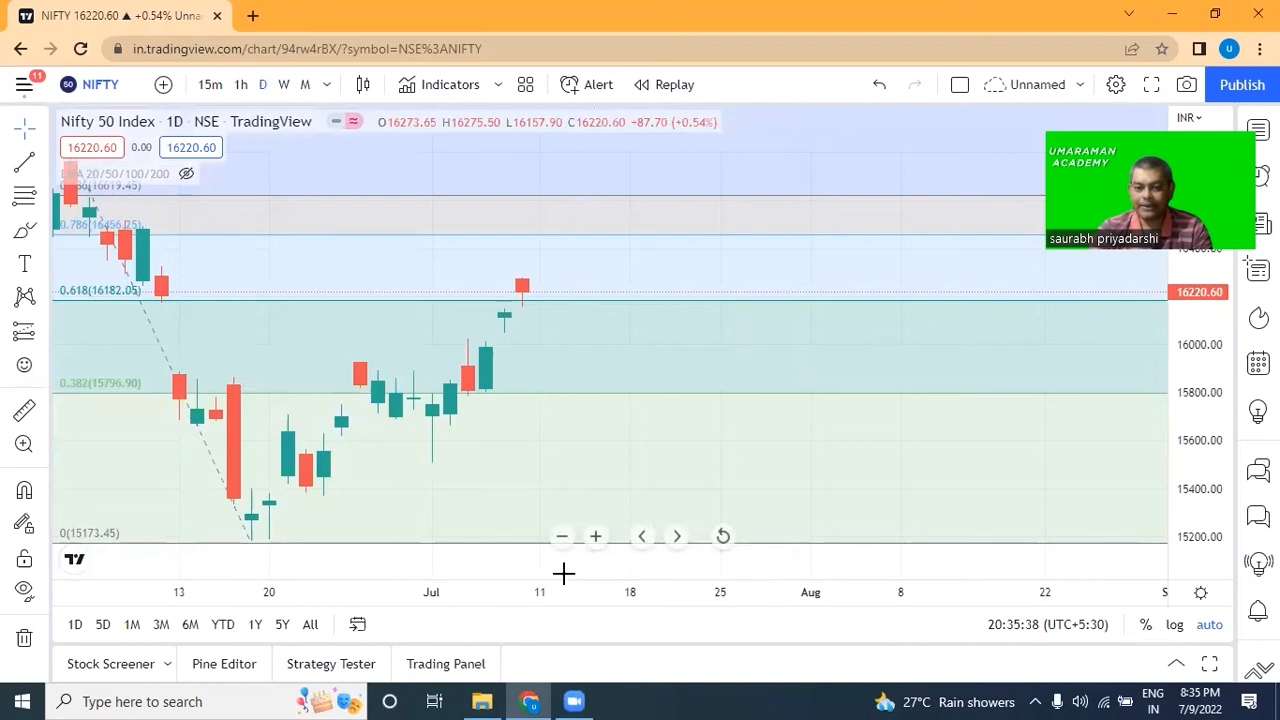 NIFTY 16220.60 ▲ +0.54% Unna
in.tradingview.com/chart/94rw4rBX/?symbol=NSE%3ANIFTY
U
11
50 NIFTY
15m 1h D W M
Indicators
Alert
Replay
Unnamed
Publish
Nifty 50 Index · 1D · NSE · TradingView
O16273.65 H16275.50 L16157.90 C16220.60 +87.70 (+0.54%)
INR
16220.60 0.00 16220.60
20/50/100/200
UMARAMAN
ACADEMY
saurabh priyadarshi
0.786(16456.25)
0.618(16182.05)
16220.60
16000.00
0.382(15796.90)
15800.00
15600.00
15400.00
0(15173.45)
15200.00
13 20 Jul 11 18 25 Aug 8 22 S
1D 5D 1M 3M 6M YTD 1Y 5Y All
20:35:38 (UTC+5:30)
% log auto
Stock Screener
Pine Editor
Strategy Tester
Trading Panel
Type here to search
27°C Rain showers
ENG
IN
8:35 PM
7/9/2022